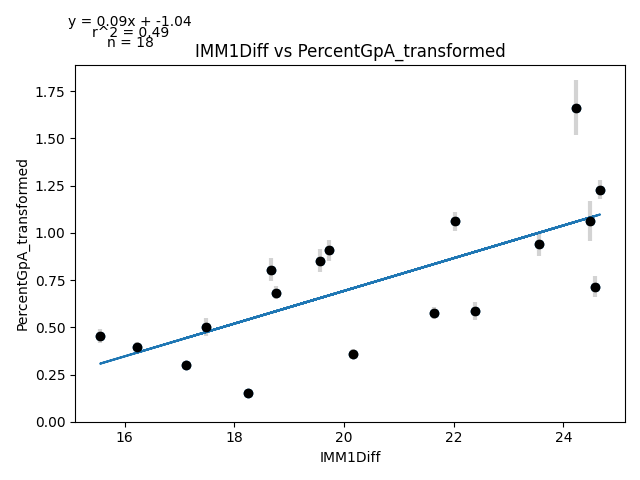 y = 0.09x + -1.04
r^2 = 0.49
n = 18
IMM1Diff vs PercentGpA_transformed
PercentGpA_transformed
1.75
1.50
1.25
1.00
0.75
0.50
0.25
0.00
16 18 20 22 24
IMM1Diff